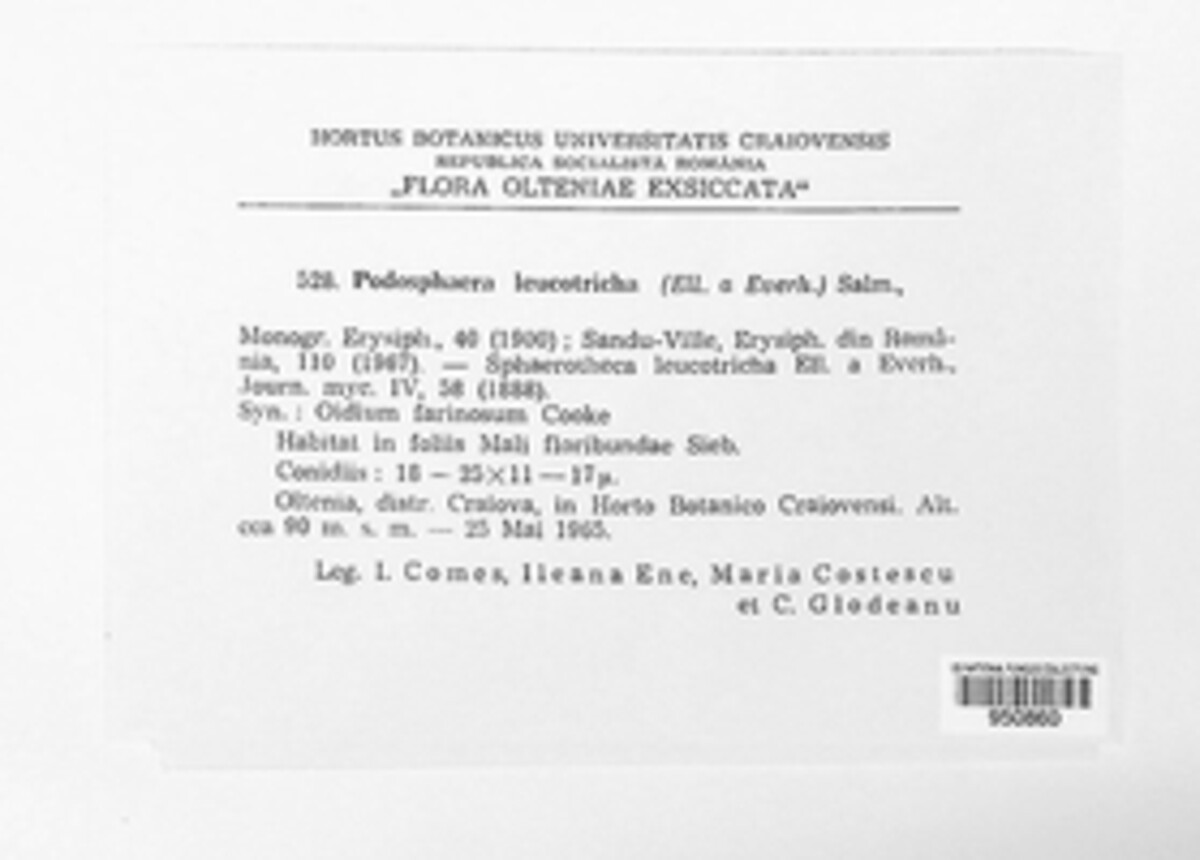 HORTUS BOTANICUS UNIVERSITATIS CRAIOVENSIS
REPUBLICA SOCIALISTĂ ROMÂNIA
„FLORA OLTENIAE EXSICCATA“
528. Podosphaera leucotricha (Ell. a Everh.) Salm.,
Monogr. Erysiph., 40 (1900) ; Sandu-Ville, Erysiph. din Româ-
nia, 110 (1967). — Sphaerotheca leucotricha Ell. a Everh.,
Journ. myc. IV, 58 (1888).
Syn. : Oidium farinosum Cooke
Habitat in foliis Mali floribundae Sieb.
Conidiis : 18 — 25×11 — 17 μ.
Oltenia, distr. Craiova, in Horto Botanico Craiovensi. Alt.
cca 90 m. s. m. — 25 Mai 1965.
Leg. I. Comes, Ileana Ene, Maria Costescu
et C. Glodeanu
950860